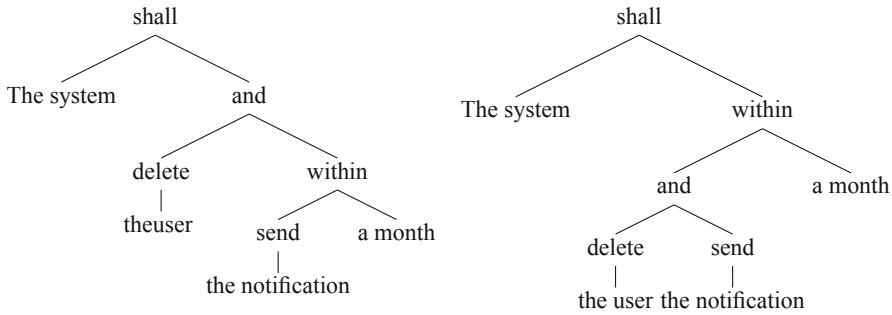 shall
The system and
delete within
theuser
send a month
the notification
shall
The system within
and a month
delete send
the user the notification